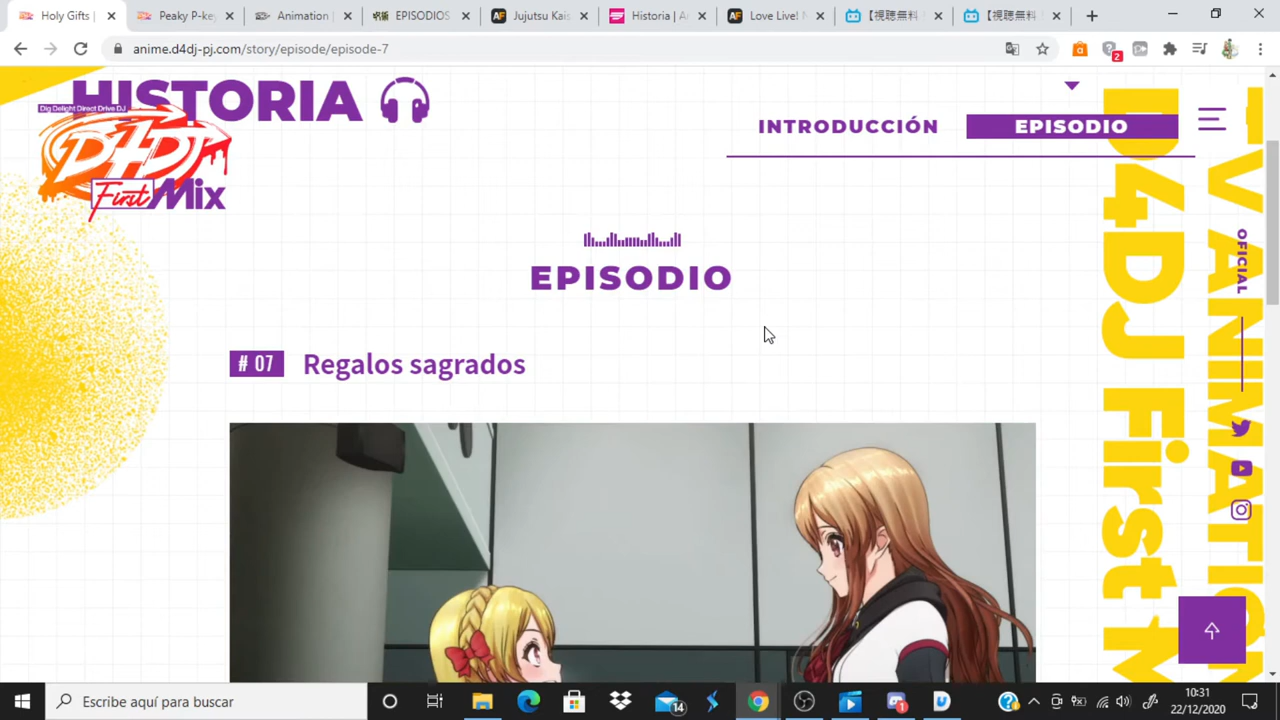 Holy Gifts |
Peaky P-key
Animation |
EPISODIOS
Jujutsu Kais
Historia | A
Love Live! N
【視聴無料
【視聴無料
anime.d4dj-pj.com/story/episode/episode-7
2
HISTORIA
Dig Delight Direct Drive DJ
D4DJ
First Mix
INTRODUCCIÓN
EPISODIO
EPISODIO
# 07 Regalos sagrados
D4DJ First M
TV ANIMATION
OFICIAL
Escribe aquí para buscar
14
1
10:31
22/12/2020